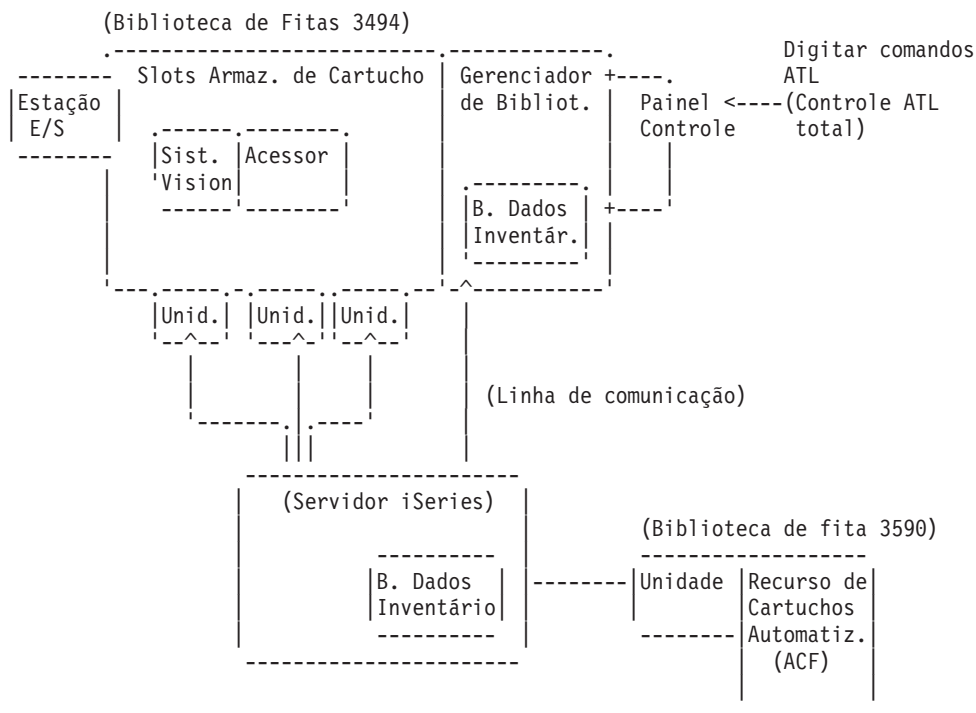 (Biblioteca de Fitas 3494)
Digitar comandos
ATL
(Controle ATL
total)
Estação
E/S
Slots Armaz. de Cartucho
Gerenciador
de Bibliot.
Painel
Controle
Sist.
Vision
Acessor
B. Dados
Inventár.
Unid.
Unid.
Unid.
(Linha de comunicação)
(Servidor iSeries)
B. Dados
Inventário
(Biblioteca de fita 3590)
Unidade
Recurso de
Cartuchos
Automatiz.
(ACF)